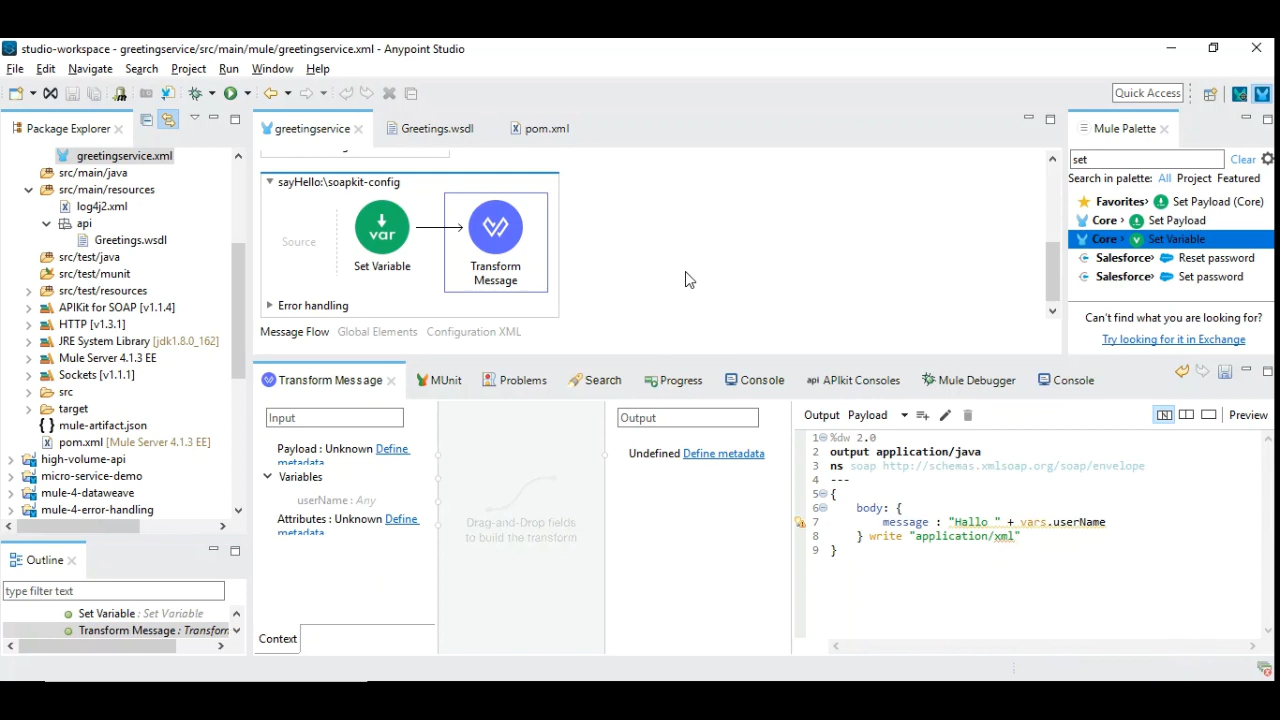 studio-workspace - greetingservice/src/main/mule/greetingservice.xml - Anypoint Studio
File Edit Navigate Search Project Run Window Help
Quick Access
Package Explorer
greetingservice.xml
src/main/java
src/main/resources
log4j2.xml
api
Greetings.wsdl
src/test/java
src/test/munit
src/test/resources
APIKit for SOAP [v1.1.4]
HTTP [v1.3.1]
JRE System Library [jdk1.8.0_162]
Mule Server 4.1.3 EE
Sockets [v1.1.1]
src
target
mule-artifact.json
pom.xml [Mule Server 4.1.3 EE]
high-volume-api
micro-service-demo
mule-4-dataweave
mule-4-error-handling
Outline
type filter text
Set Variable : Set Variable
Transform Message : Transform
greetingservice Greetings.wsdl pom.xml
sayHello:\soapkit-config
Source
var
Set Variable
Transform
Message
Error handling
Message Flow Global Elements Configuration XML
Mule Palette
set
Clear
Search in palette: All Project Featured
Favorites> Set Payload (Core)
Core > Set Payload
Core > Set Variable
Salesforce> Reset password
Salesforce> Set password
Can't find what you are looking for?
Try looking for it in Exchange
Transform Message MUnit Problems Search Progress Console api APIkit Consoles Mule Debugger Console
Input
Payload : Unknown Define
metadata
Variables
userName : Any
Attributes : Unknown Define
metadata
Context
Drag-and-Drop fields
to build the transform
Output
Undefined Define metadata
Output Payload Preview
1 %dw 2.0
2 output application/java
3 ns soap http://schemas.xmlsoap.org/soap/envelope
4 ---
5 {
6 body: {
7 message : "Hallo " + vars.userName
8 } write "application/xml"
9 }